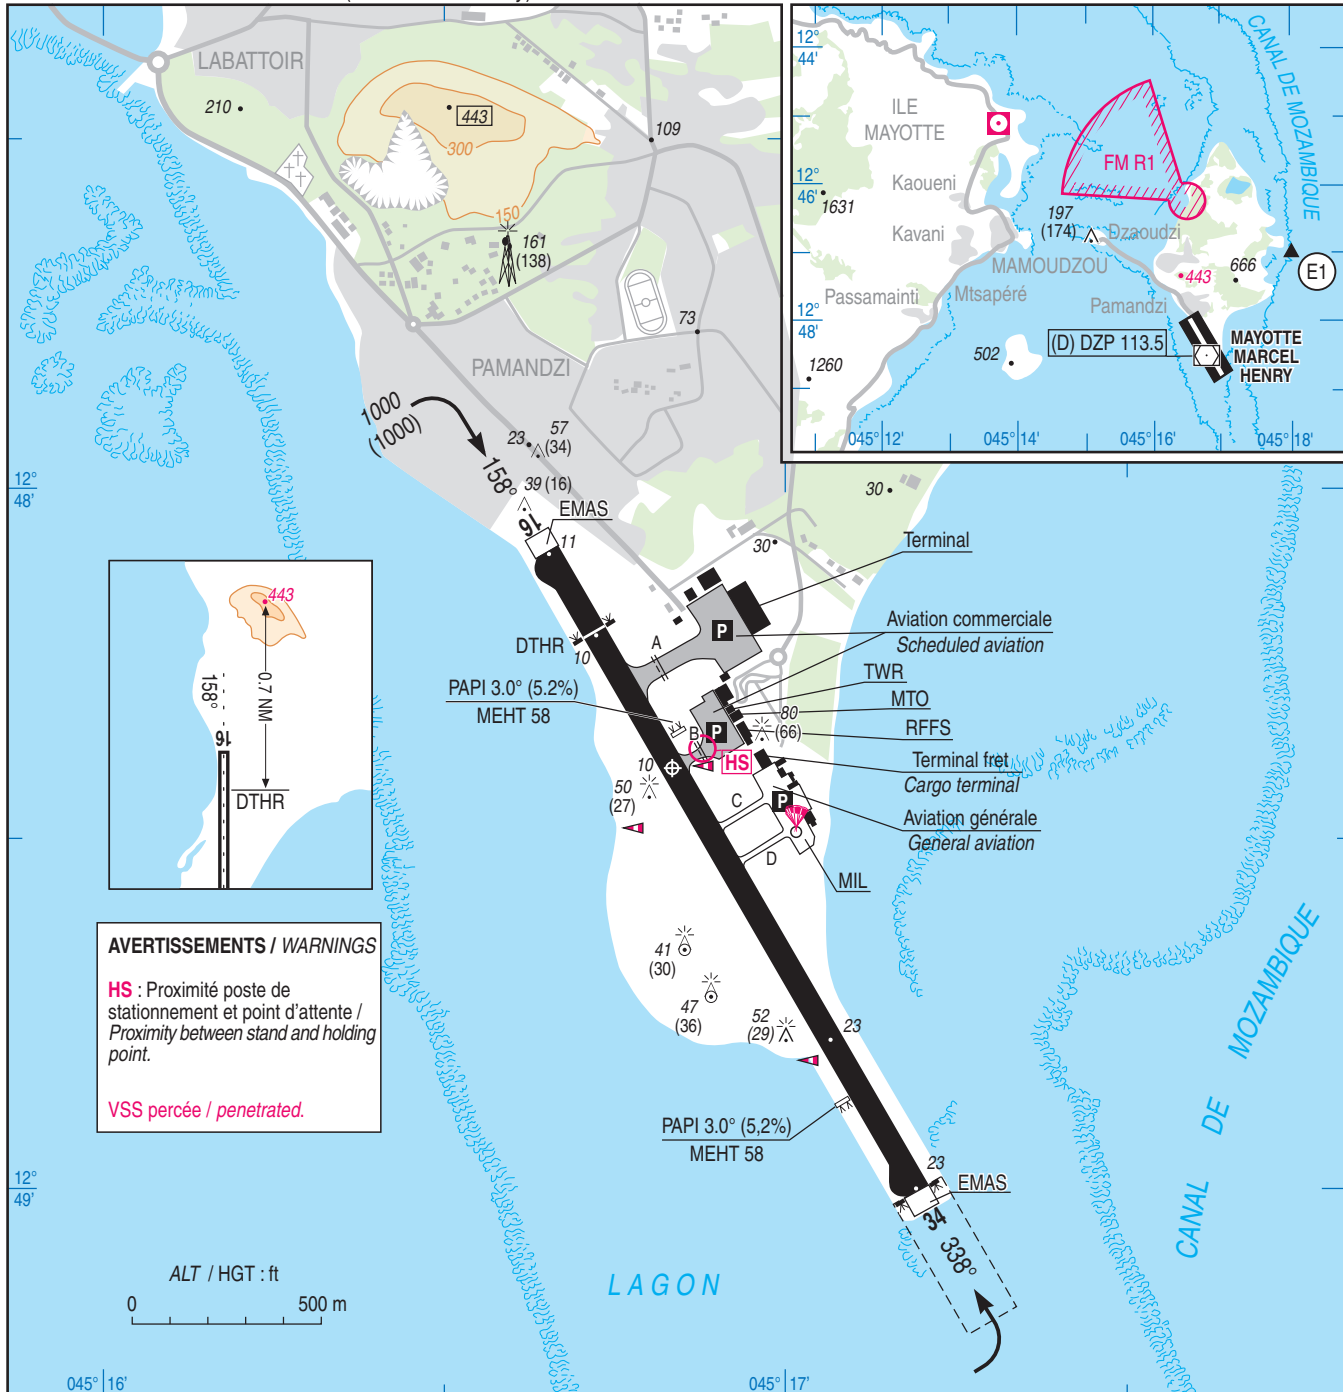 LABATTOIR
210
443
300
150
109
161
(138)
73
PAMANDZI
1000
(1000)
158°
23
57
(34)
39 (16)
16
EMAS
11
30
30
Terminal
DTHR
10
A
P
Aviation commerciale
Scheduled aviation
TWR
MTO
RFFS
PAPI 3.0° (5.2%)
MEHT 58
80
(66)
B
P
HS
10
50
(27)
Terminal fret
Cargo terminal
C
P
Aviation générale
General aviation
D
MIL
41
(30)
47
(36)
52
(29)
23
PAPI 3.0° (5,2%)
MEHT 58
23
EMAS
34
338°
LAGON
CANAL DE MOZAMBIQUE
12°
48'
12°
49'
045° 16'
045° 17'
ALT / HGT : ft
0
500 m
443
0.7 NM
158°
16
DTHR
AVERTISSEMENTS / WARNINGS
HS : Proximité poste de
stationnement et point d'attente /
Proximity between stand and holding
point.
VSS percée / penetrated.
12°
44'
12°
46'
12°
48'
ILE
MAYOTTE
Kaoueni
1631
Kavani
MAMOUDZOU
Passamainti
Mtsapéré
1260
502
197
(174)
FM R1
Dzaoudzi
443
666
Pamandzi
CANAL DE MOZAMBIQUE
E1
(D) DZP 113.5
MAYOTTE
MARCEL
HENRY
045° 12'
045° 14'
045° 16'
045° 18'